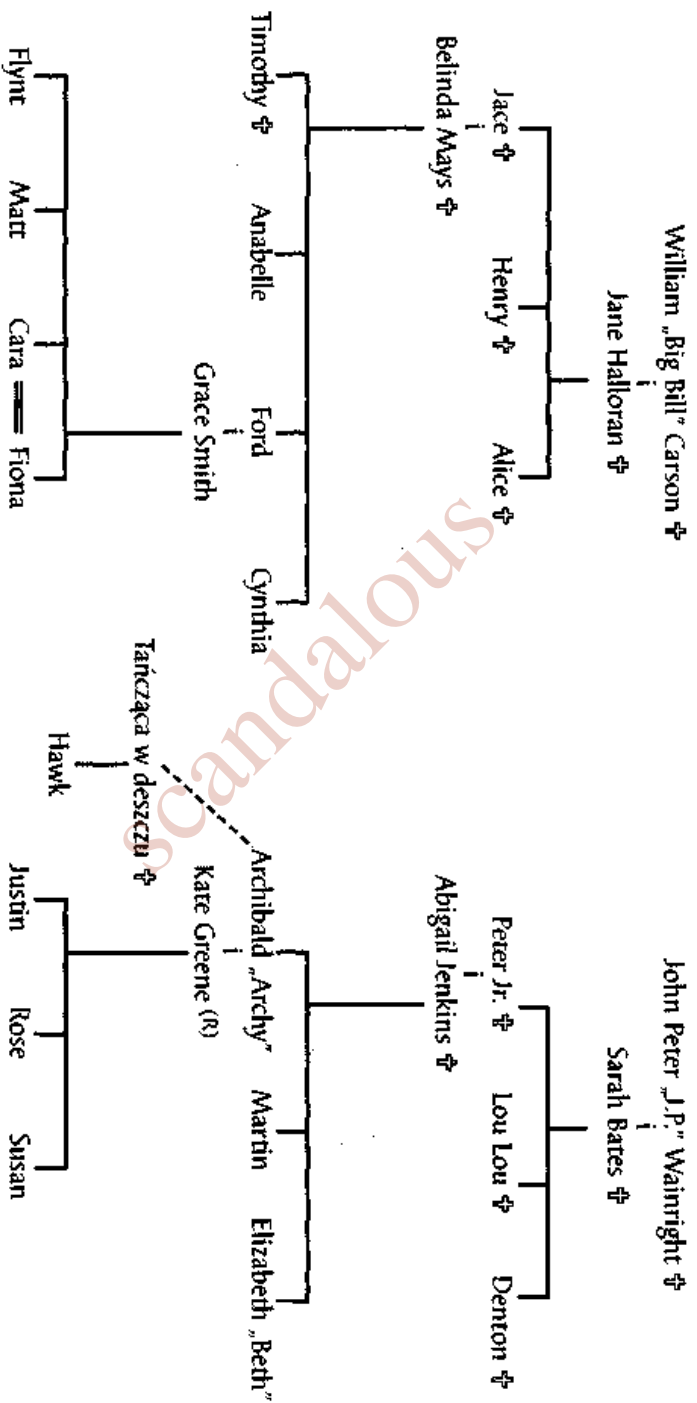 William „Big Bill" Carson ✞
i
Jane Halloran ✞
Jace ✞
i
Belinda Mays ✞
Henry ✞
Alice ✞
Timothy ✞
Anabelle
Ford
i
Grace Smith
Cynthia
Flynt
Matt
Cara
Fiona
John Peter „J.P." Wainright ✞
i
Sarah Bates ✞
Peter Jr. ✞
i
Abigail Jenkins ✞
Lou Lou ✞
Denton ✞
Archibald „Archy"
i
Kate Greene (R)
Martin
Elizabeth „Beth"
Tańcząca w deszczu ✞
Hawk
Justin
Rose
Susan
scandalous